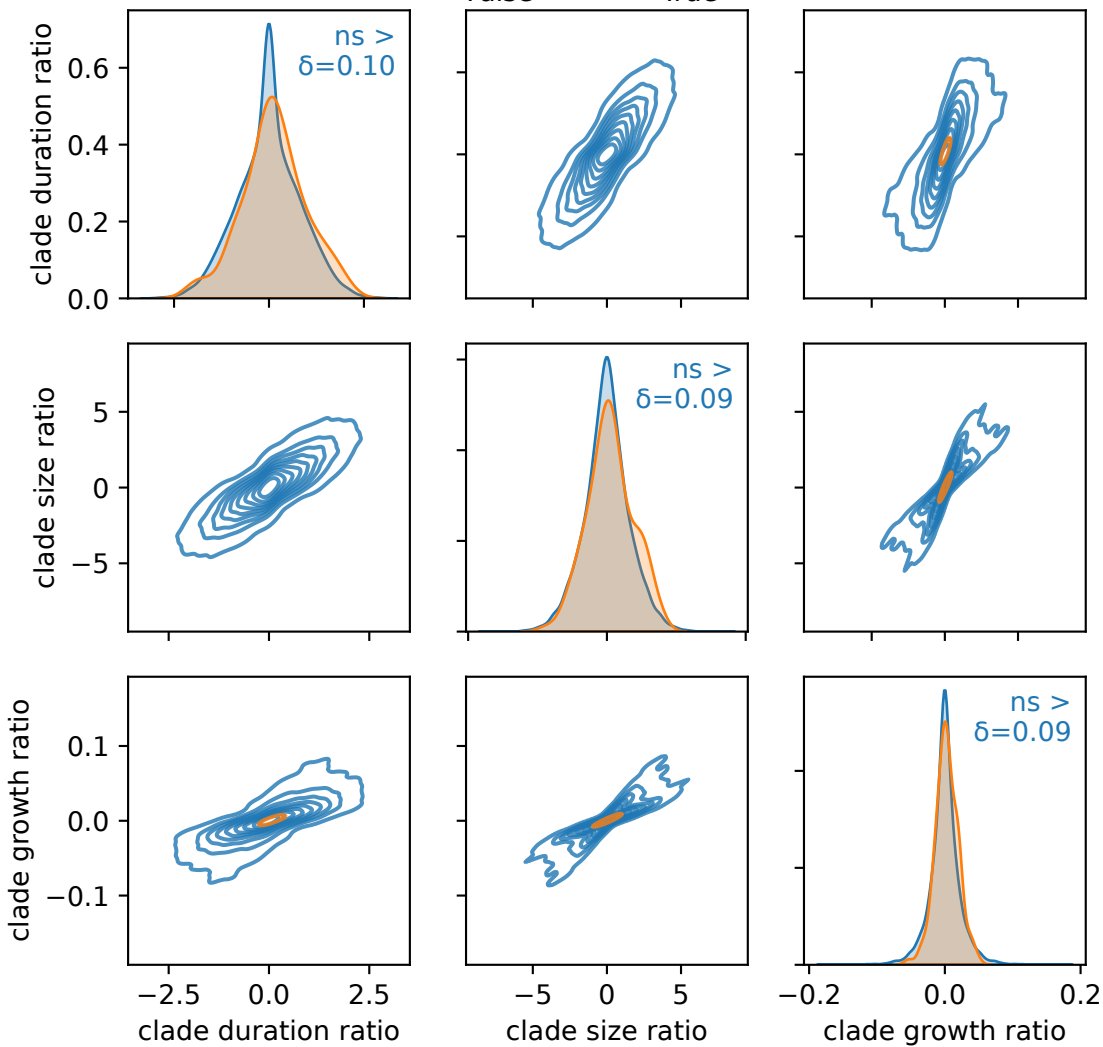 clade duration ratio
0.6
0.4
0.2
0.0
ns >
δ=0.10
clade size ratio
5
0
−5
ns >
δ=0.09
clade growth ratio
0.1
0.0
−0.1
ns >
δ=0.09
−2.5 0.0 2.5
−5 0 5
−0.2 0.0 0.2
clade duration ratio
clade size ratio
clade growth ratio